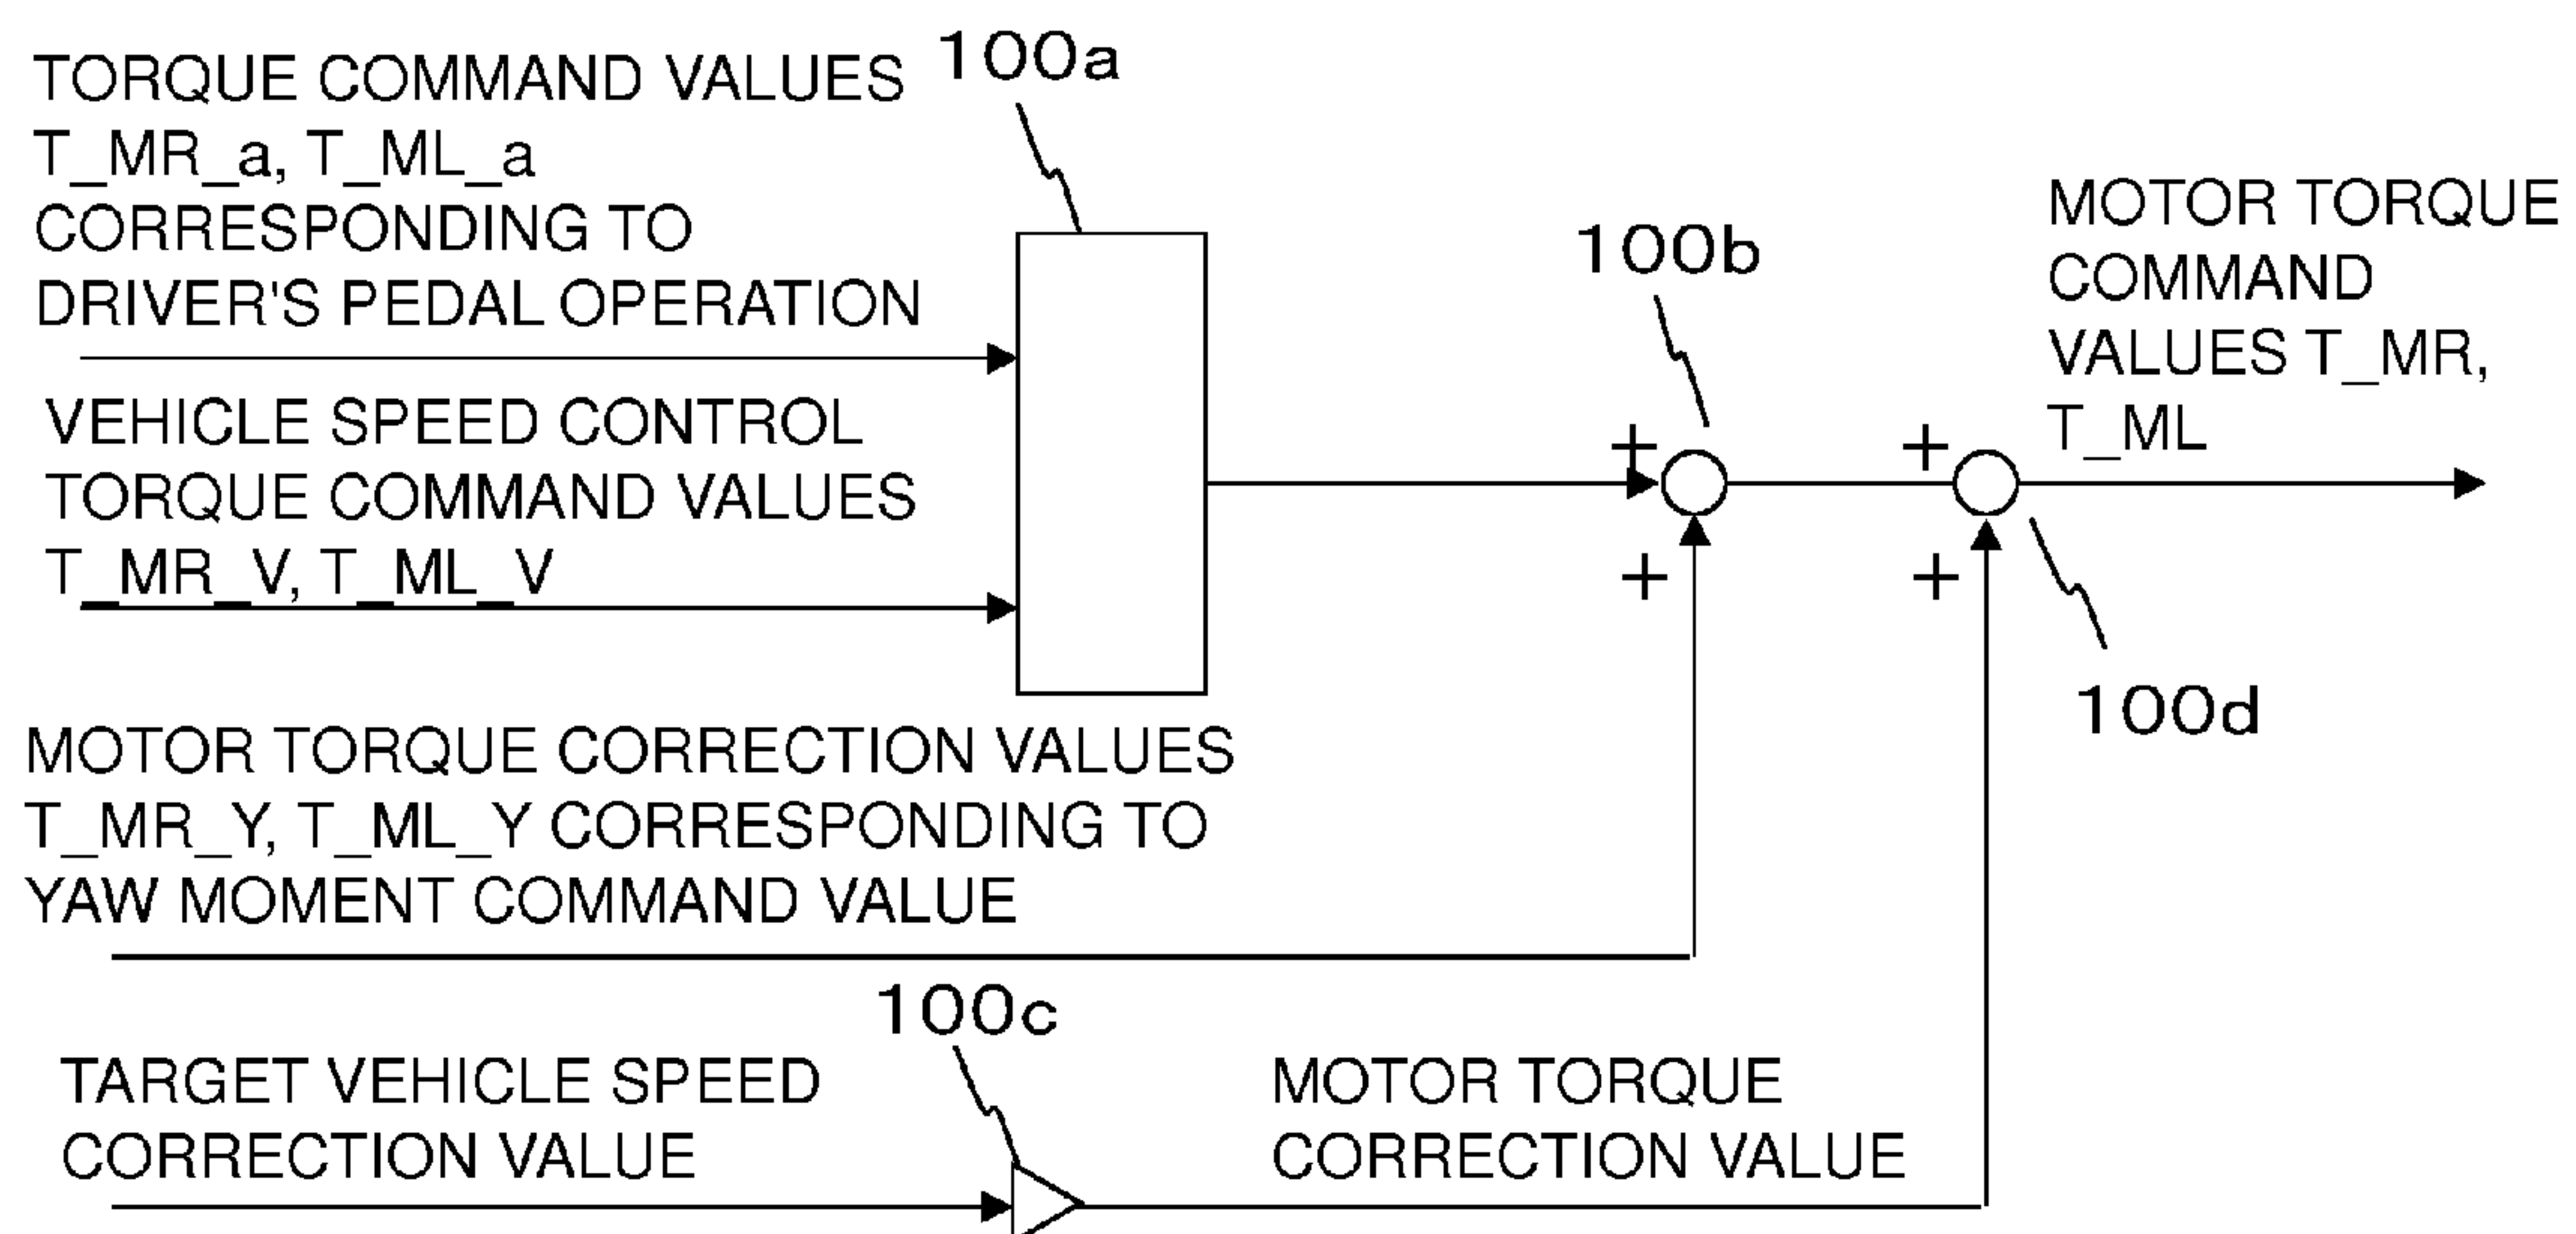 TORQUE COMMAND VALUES
T_MR_a, T_ML_a
CORRESPONDING TO
DRIVER'S PEDAL OPERATION
100a
VEHICLE SPEED CONTROL
TORQUE COMMAND VALUES
T_MR_V, T_ML_V
100b
+
+
+
+
MOTOR TORQUE
COMMAND
VALUES T_MR,
T_ML
100d
MOTOR TORQUE CORRECTION VALUES
T_MR_Y, T_ML_Y CORRESPONDING TO
YAW MOMENT COMMAND VALUE
100c
TARGET VEHICLE SPEED
CORRECTION VALUE
MOTOR TORQUE
CORRECTION VALUE